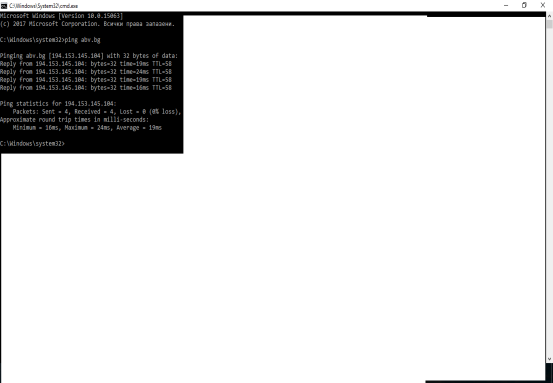 C:\Windows\System32\cmd.exe
Microsoft Windows [Version 10.0.15063]
(c) 2017 Microsoft Corporation. Всички права запазени.
C:\Windows\system32>ping abv.bg
Pinging abv.bg [194.153.145.104] with 32 bytes of data:
Reply from 194.153.145.104: bytes=32 time=19ms TTL=58
Reply from 194.153.145.104: bytes=32 time=24ms TTL=58
Reply from 194.153.145.104: bytes=32 time=19ms TTL=58
Reply from 194.153.145.104: bytes=32 time=16ms TTL=58
Ping statistics for 194.153.145.104:
Packets: Sent = 4, Received = 4, Lost = 0 (0% loss),
Approximate round trip times in milli-seconds:
Minimum = 16ms, Maximum = 24ms, Average = 19ms
C:\Windows\system32>